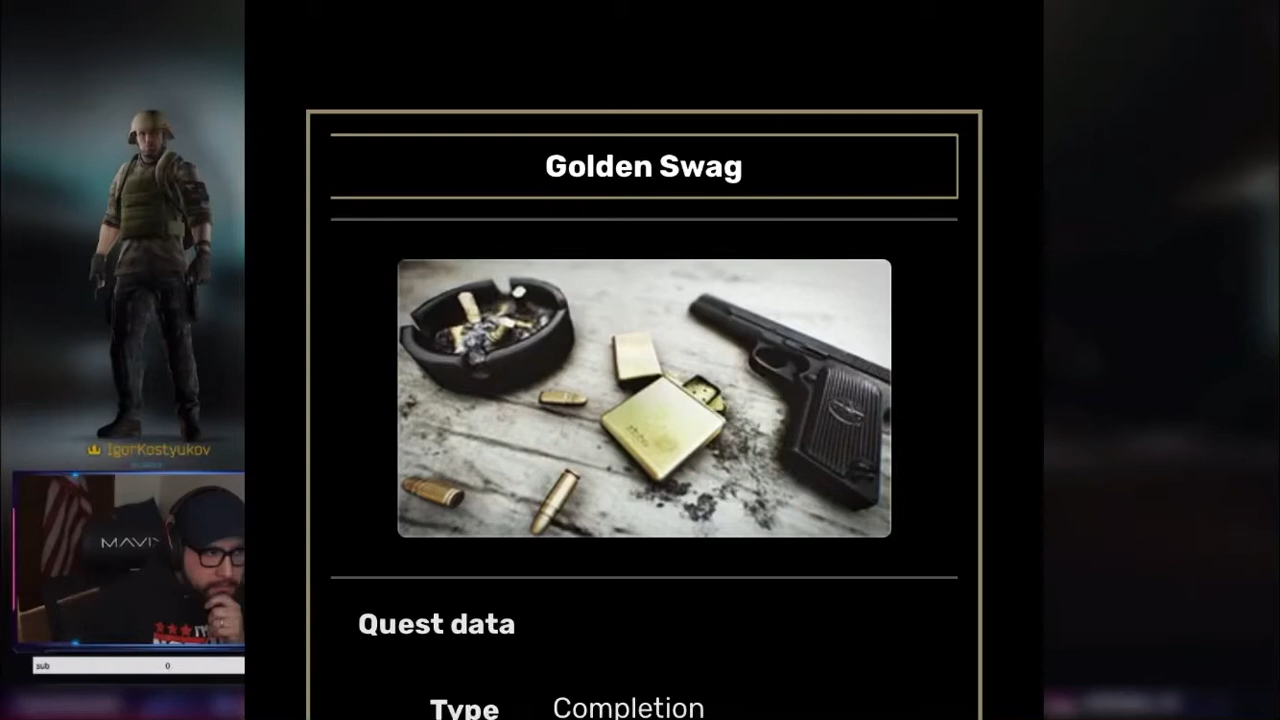 Golden Swag
IgorKostyukov
MAVIX
sub 0
Quest data
Type Completion